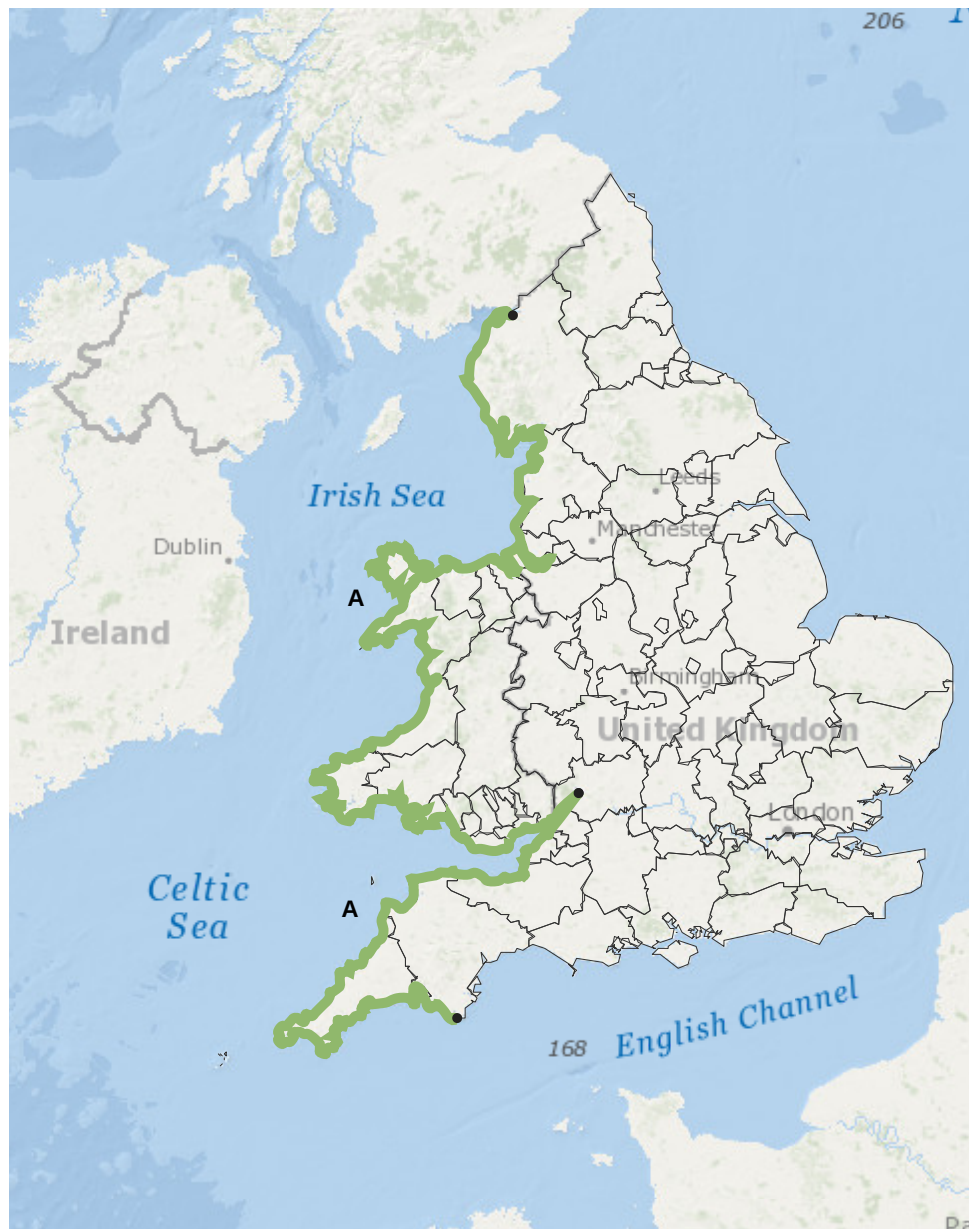 206
Irish Sea
Leeds
Manchester
Dublin
A
Ireland
Birmingham
United Kingdom
London
Celtic
Sea
A
English Channel
168